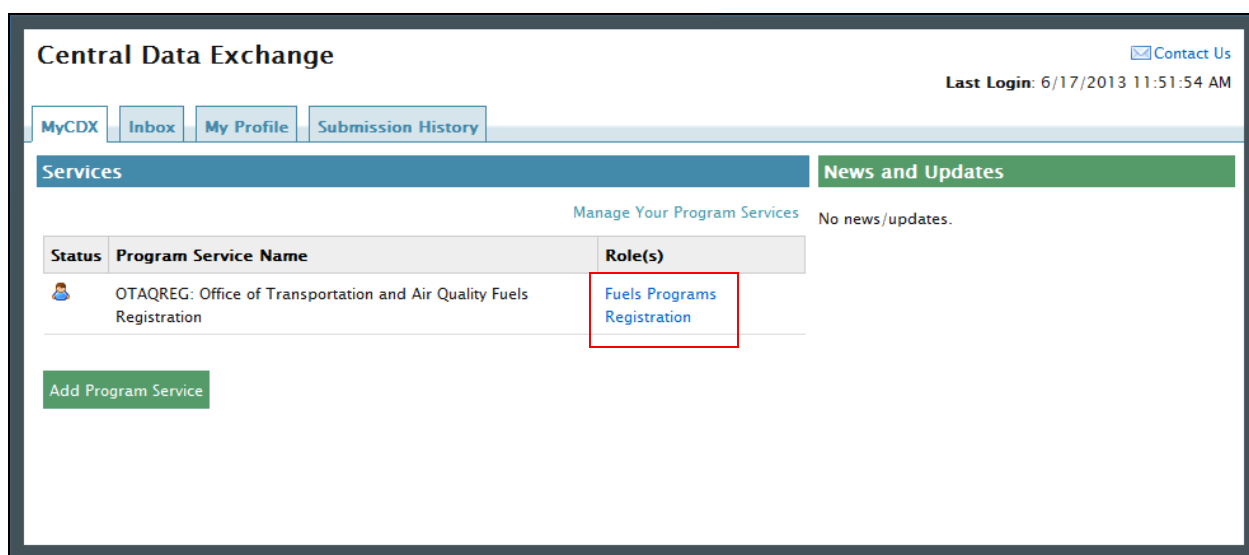 Central Data Exchange
Contact Us
Last Login: 6/17/2013 11:51:54 AM
MyCDX
Inbox
My Profile
Submission History
Services
News and Updates
Manage Your Program Services
No news/updates.
Status
Program Service Name
Role(s)
OTAQREG: Office of Transportation and Air Quality Fuels
Registration
Fuels Programs
Registration
Add Program Service